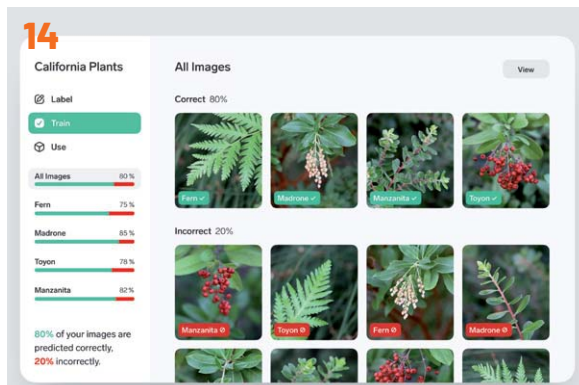 14
California Plants
Label
Train
Use
All Images 80%
Fern 75%
Madrone 85%
Toyon 78%
Manzanita 82%
80% of your images are
predicted correctly,
20% incorrectly.
All Images
View
Correct 80%
Fern ✓
Madrone ✓
Manzanita ✓
Toyon ✓
Incorrect 20%
Manzanita ⊘
Toyon ⊘
Fern ⊘
Madrone ⊘